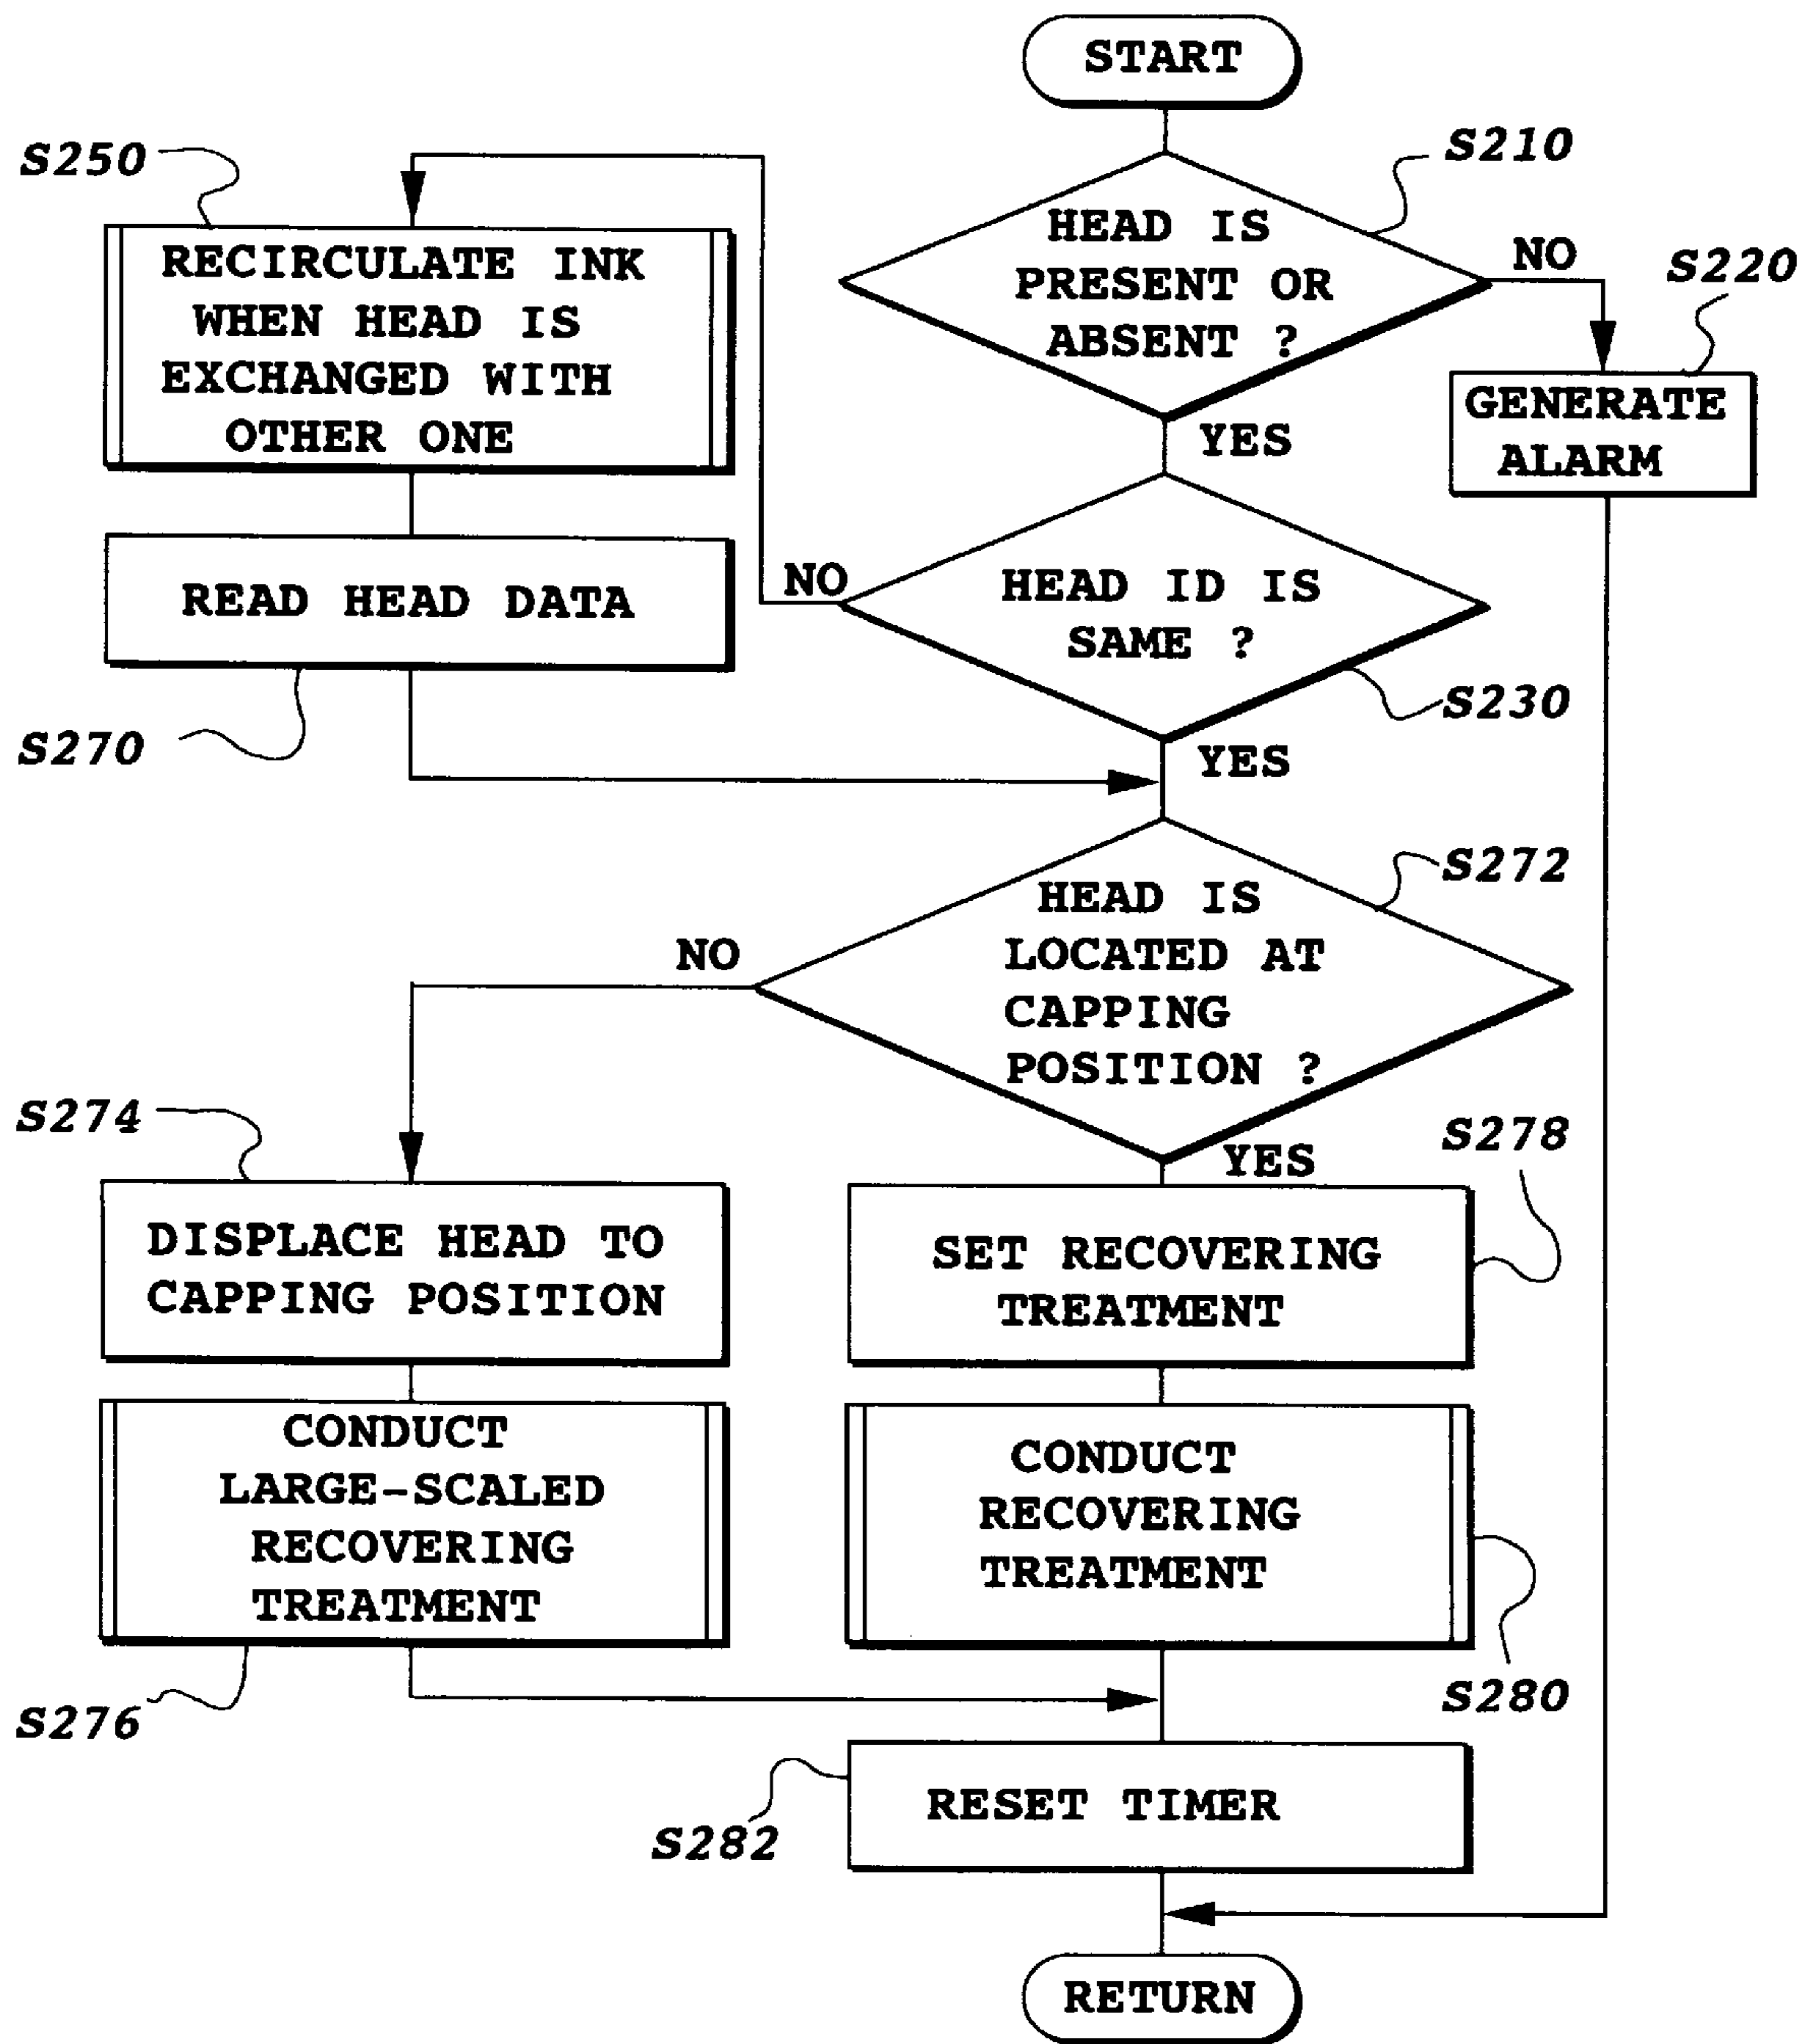 START
S210
HEAD IS
PRESENT OR
ABSENT ?
NO
S220
GENERATE
ALARM
YES
S250
RECIRCULATE INK
WHEN HEAD IS
EXCHANGED WITH
OTHER ONE
READ HEAD DATA
S270
NO
HEAD ID IS
SAME ?
S230
YES
S272
HEAD IS
LOCATED AT
CAPPING
POSITION ?
NO
YES
S274
DISPLACE HEAD TO
CAPPING POSITION
CONDUCT
LARGE-SCALED
RECOVERING
TREATMENT
S276
S278
SET RECOVERING
TREATMENT
CONDUCT
RECOVERING
TREATMENT
S280
S282
RESET TIMER
RETURN